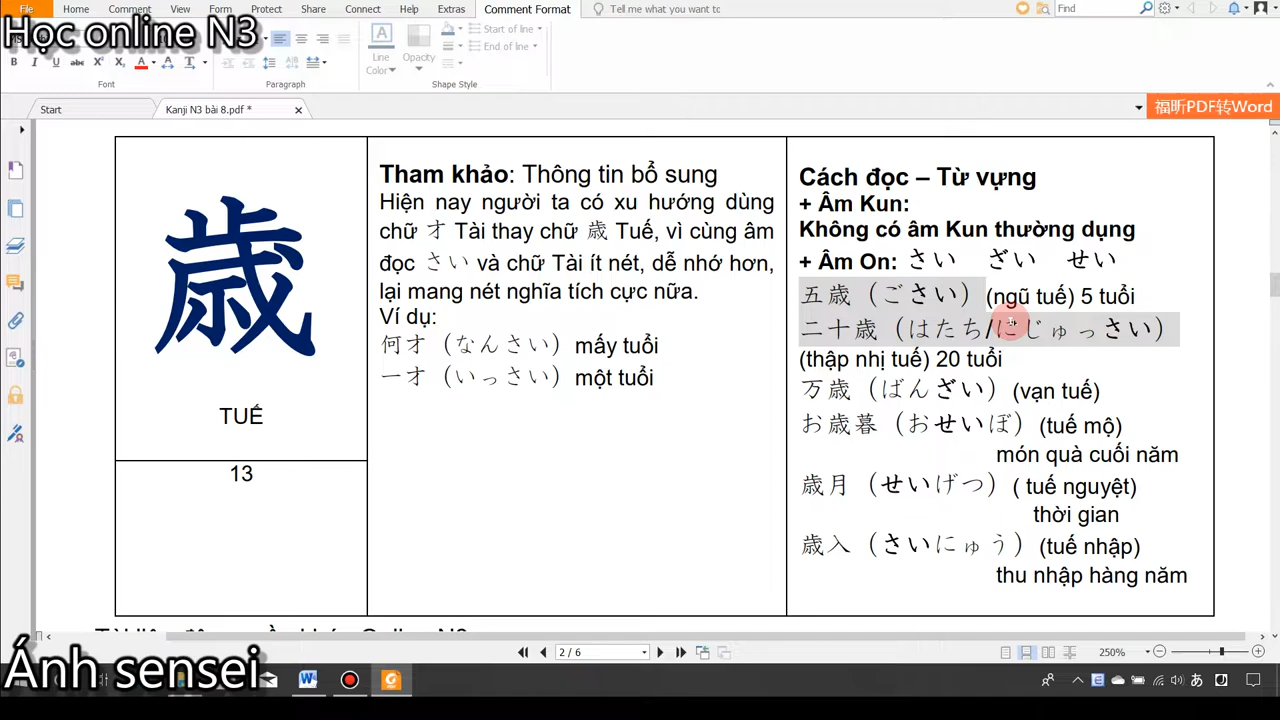 File Home Comment View Form Protect Share Connect Help Extras Comment Format Tell me what you want to Find
Học online N3
Start of line
End of line
Line
Color
Opacity
Font Paragraph Shape Style
Start Kanji N3 bài 8.pdf *
福昕PDF转Word
歳
TUẾ
13
Tham khảo: Thông tin bổ sung
Hiện nay người ta có xu hướng dùng
chữ 才 Tài thay chữ 歳 Tuế, vì cùng âm
đọc さい và chữ Tài ít nét, dễ nhớ hơn,
lại mang nét nghĩa tích cực nữa.
Ví dụ:
何才（なんさい）mấy tuổi
一才（いっさい）một tuổi
Cách đọc – Từ vựng
+ Âm Kun:
Không có âm Kun thường dụng
+ Âm On: さい ざい せい
五歳（ごさい）(ngũ tuế) 5 tuổi
二十歳（はたち/にじゅっさい）
(thập nhị tuế) 20 tuổi
万歳（ばんざい）(vạn tuế)
お歳暮（おせいぼ）(tuế mộ)
món quà cuối năm
歳月（せいげつ）( tuế nguyệt)
thời gian
歳入（さいにゅう）(tuế nhập)
thu nhập hàng năm
Ánh sensei
2 / 6
250%
あ